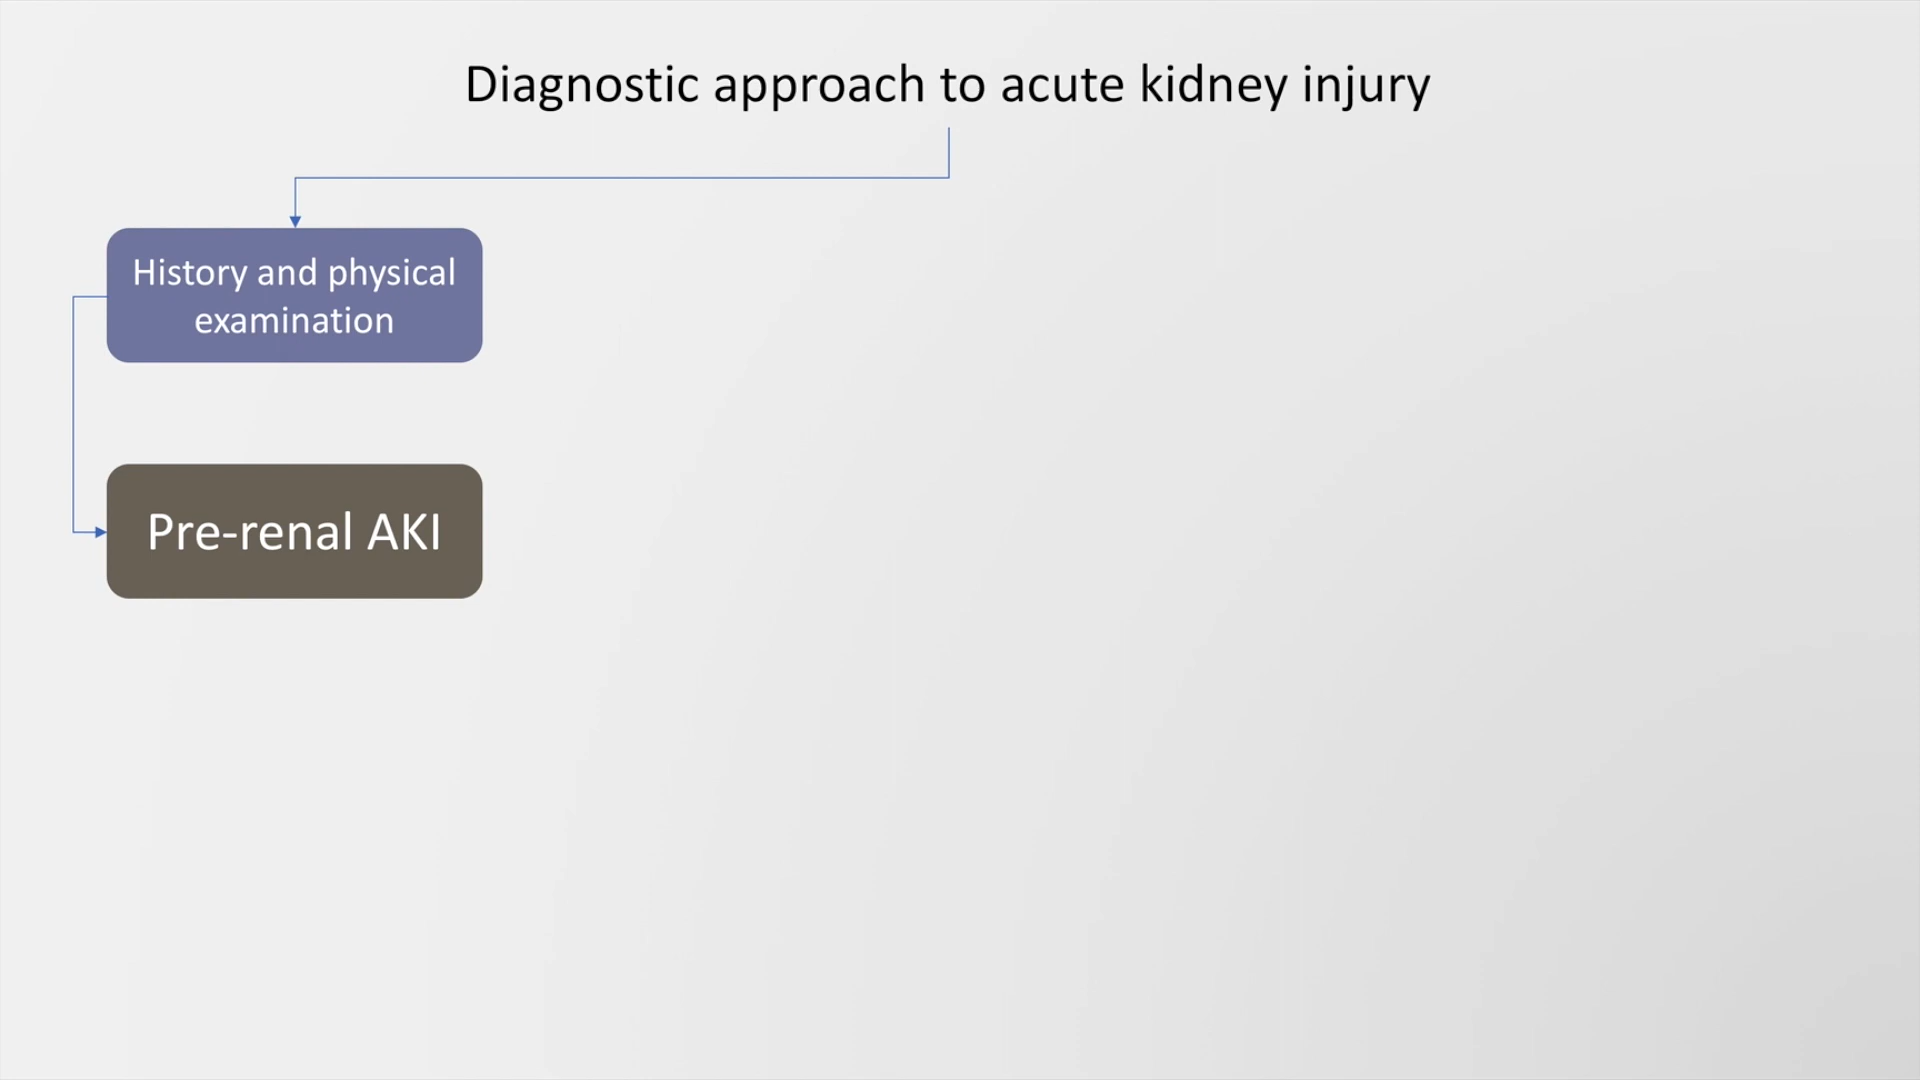 Diagnostic approach to acute kidney injury
History and physical
examination
Pre-renal AKI